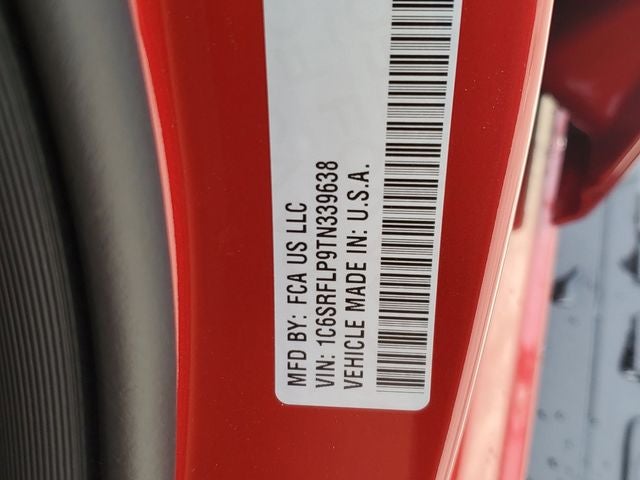 MFD BY: FCA US LLC
VIN: 1C6SRFLP9TN339638
VEHICLE MADE IN: U.S.A.